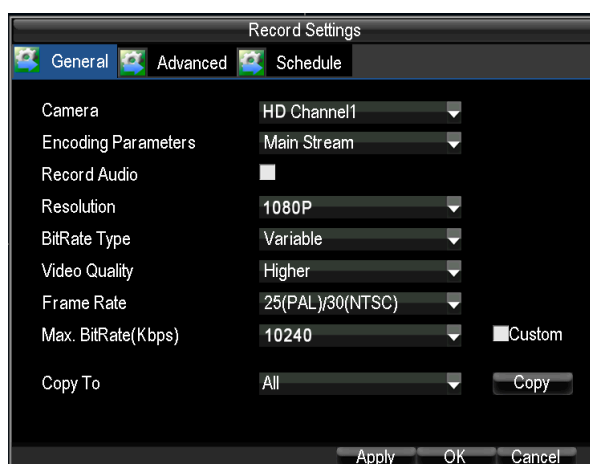 Record Settings
General Advanced Schedule
Camera HD Channel1
Encoding Parameters Main Stream
Record Audio
Resolution 1080P
BitRate Type Variable
Video Quality Higher
Frame Rate 25(PAL)/30(NTSC)
Max. BitRate(Kbps) 10240 Custom
Copy To All Copy
Apply OK Cancel